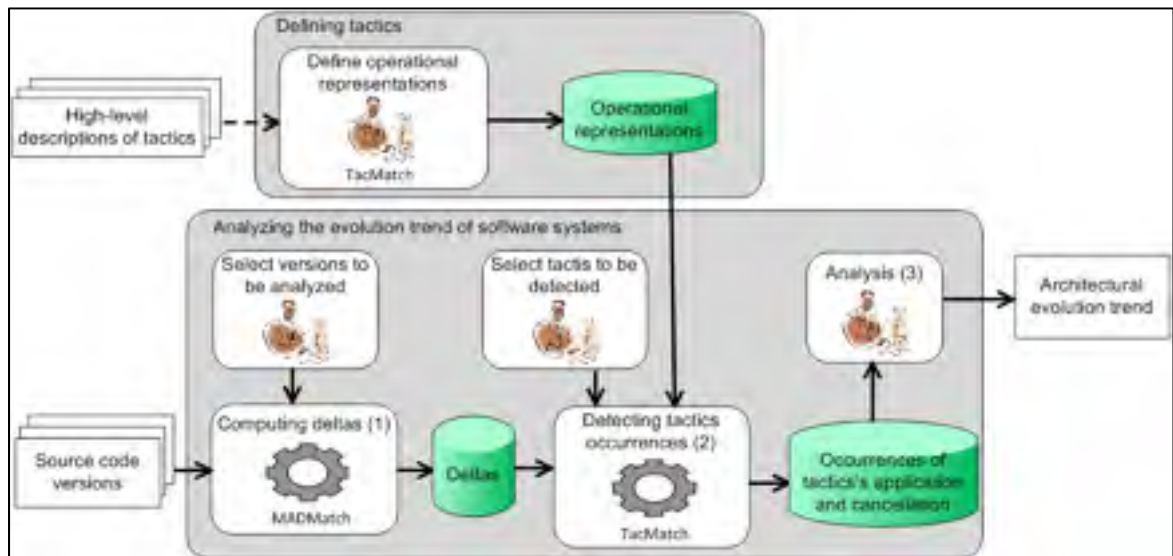 Defining tactics
Define operational
representations
TacMatch
High-level
descriptions of tactics
Operational
representations
Analyzing the evolution trend of software systems
Select versions to
be analyzed
Select tactis to be
detected
Analysis (3)
Architectural
evolution trend
Source code
versions
Computing deltas (1)
MADMatch
Deltas
Detecting tactics
occurrences (2)
TacMatch
Occurrences of
tactics's application
and cancellation